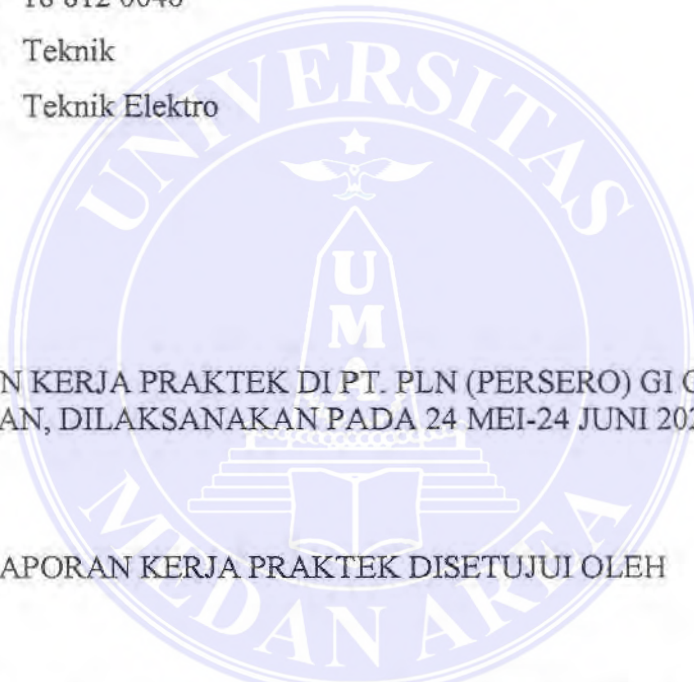 Teknik
Teknik Elektro
UNIVERSITAS
U
M
A
N KERJA PRAKTEK DI PT. PLN (PERSERO) GI
AN, DILAKSANAKAN PADA 24 MEI-24 JUNI
APORAN KERJA PRAKTEK DISETUJUI OLEH
MEDAN AREA